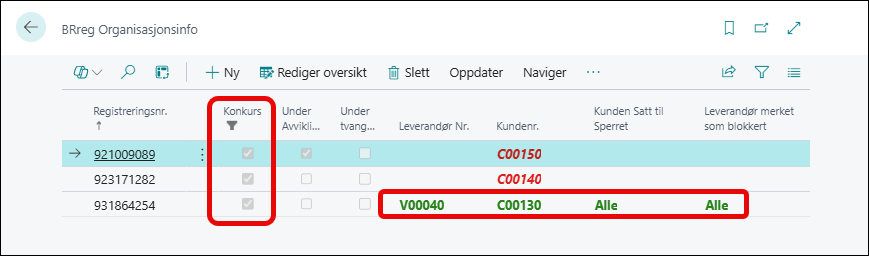 BRreg Organisasjonsinfo
Ny Rediger oversikt Slett Oppdater Naviger ...
Registreringsnr. ↑ Konkurs Under Avvikli... Under tvang... Leverandør Nr. Kundenr. Kunden Satt til Sperret Leverandør merket som blokkert
921009089 C00150
923171282 C00140
931864254 V00040 C00130 Alle Alle